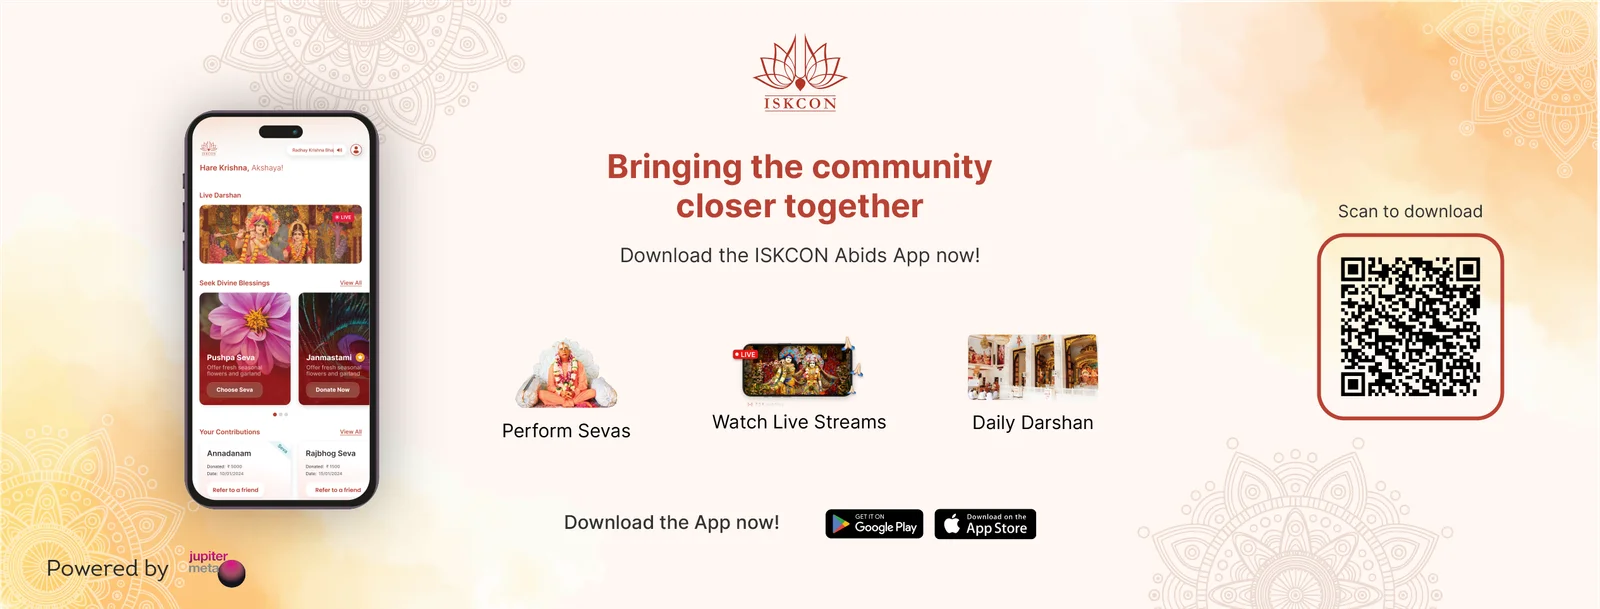 ISKCON
Bringing the community
closer together
Download the ISKCON Abids App now!
ISKCON
Radhey Krishna Bhaj
Hare Krishna, Akshaya!
Live Darshan
LIVE
Seek Divine Blessings
View All
Pushpa Seva
Offer fresh seasonal
flowers and garland
Choose Seva
Janmastami
Offer fresh seasonal
flowers and garland
Donate Now
Your Contributions
View All
Annadanam
Donated: ₹ 5000
Date: 10/01/2024
Refer to a friend
Rajbhog Seva
Donated: ₹ 1500
Date: 15/01/2024
Refer to a friend
Perform Sevas
LIVE
Watch Live Streams
Daily Darshan
Scan to download
Download the App now!
GET IT ON
Google Play
Download on the
App Store
Powered by
jupiter
meta